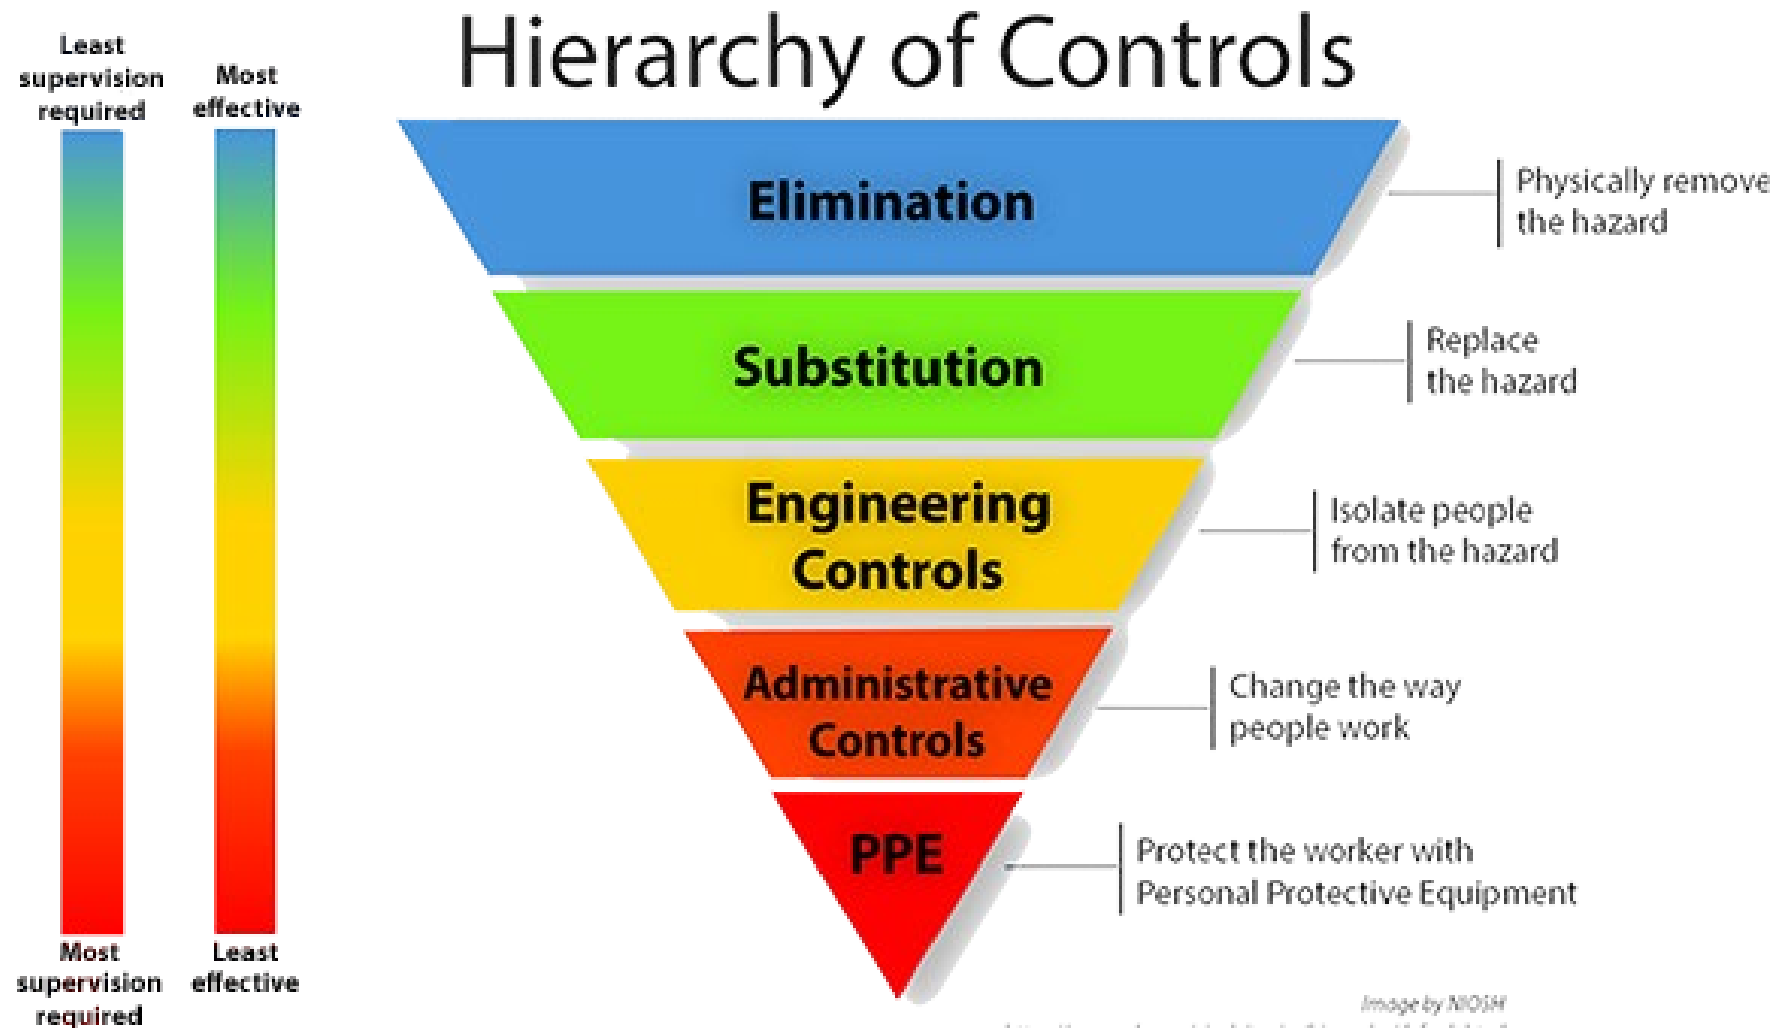 Hierarchy of Controls
Least
supervision
required
Most
effective
Elimination
Physically remove
the hazard
Substitution
Replace
the hazard
Engineering
Controls
Isolate people
from the hazard
Administrative
Controls
Change the way
people work
PPE
Protect the worker with
Personal Protective Equipment
Most
supervision
required
Least
effective
Image by NIOSH